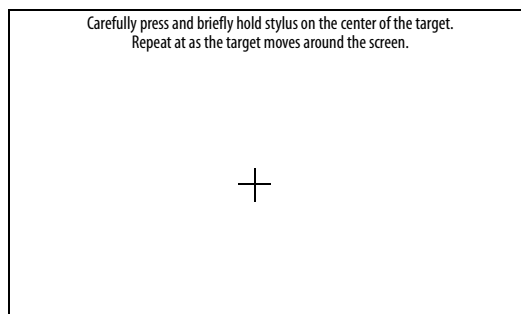 Carefully press and briefly hold stylus on the center of the target.
Repeat at as the target moves around the screen.